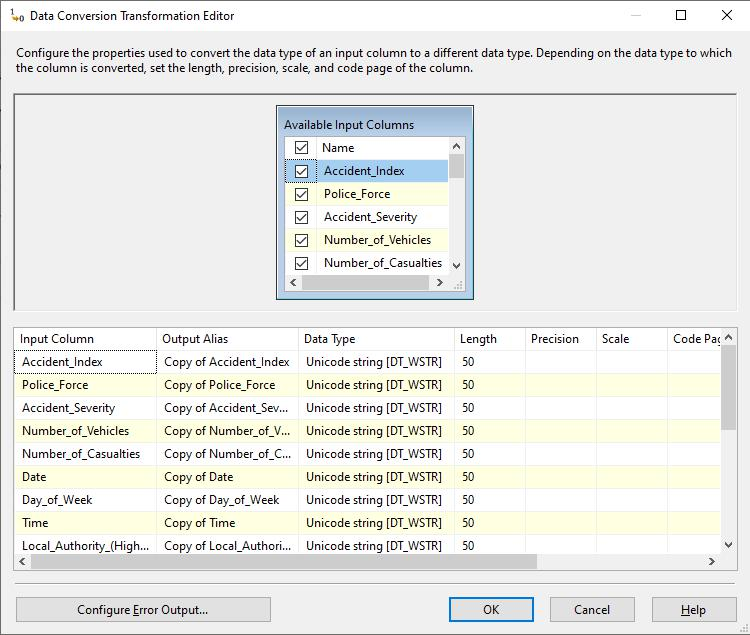 Data Conversion Transformation Editor
Configure the properties used to convert the data type of an input column to a different data type. Depending on the data type to which
the column is converted, set the length, precision, scale, and code page of the column.
Available Input Columns
Name
Accident_Index
Police_Force
Accident_Severity
Number_of_Vehicles
Number_of_Casualties
Input Column Output Alias Data Type Length Precision Scale Code Pag
Accident_Index Copy of Accident_Index Unicode string [DT_WSTR] 50
Police_Force Copy of Police_Force Unicode string [DT_WSTR] 50
Accident_Severity Copy of Accident_Sev... Unicode string [DT_WSTR] 50
Number_of_Vehicles Copy of Number_of_V... Unicode string [DT_WSTR] 50
Number_of_Casualties Copy of Number_of_C... Unicode string [DT_WSTR] 50
Date Copy of Date Unicode string [DT_WSTR] 50
Day_of_Week Copy of Day_of_Week Unicode string [DT_WSTR] 50
Time Copy of Time Unicode string [DT_WSTR] 50
Local_Authority_(High... Copy of Local_Authori... Unicode string [DT_WSTR] 50
Configure Error Output... OK Cancel Help